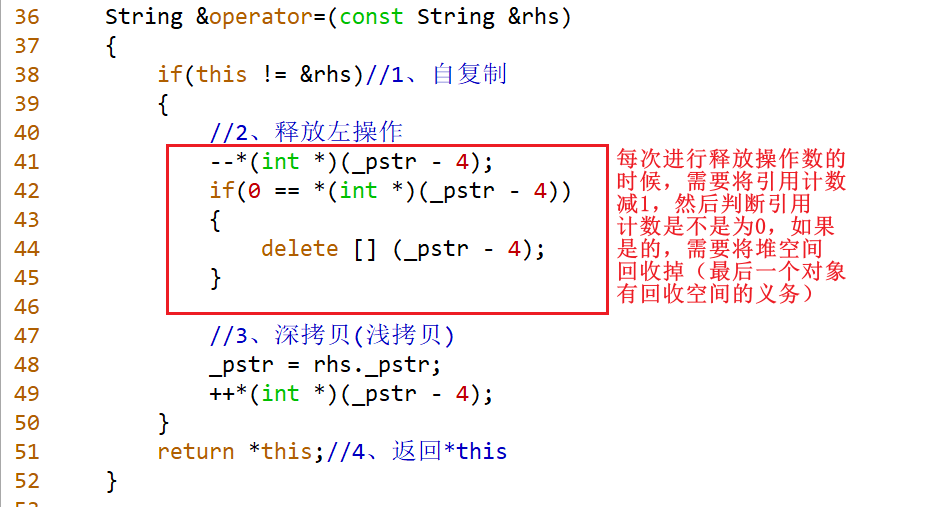 36 String &operator=(const String &rhs)
37 {
38 if(this != &rhs)//1、自复制
39 {
40 //2、释放左操作
41 --*(int *)(_pstr - 4);
42 if(0 == *(int *)(_pstr - 4))
43 {
44 delete [] (_pstr - 4);
45 }
46
47 //3、深拷贝(浅拷贝)
48 _pstr = rhs._pstr;
49 ++*(int *)(_pstr - 4);
50 }
51 return *this;//4、返回*this
52 }
每次进行释放操作数的
时候，需要将引用计数
减1，然后判断引用
计数是不是为0，如果
是的，需要将堆空间
回收掉（最后一个对象
有回收空间的义务）